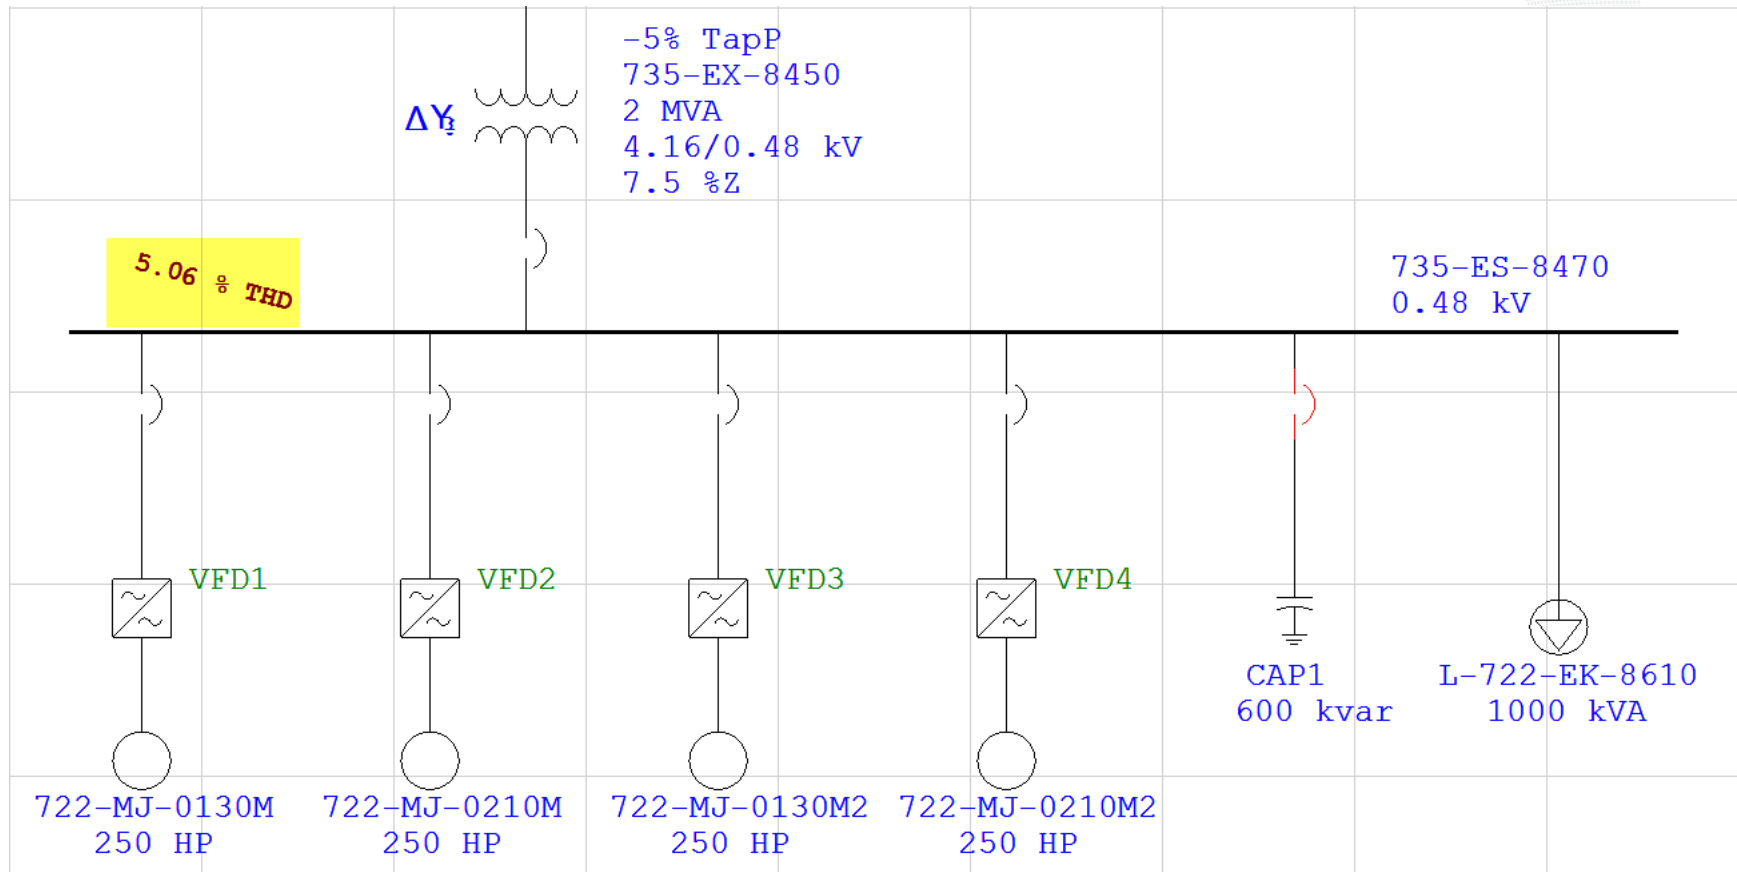 -5% TapP
735-EX-8450
2 MVA
4.16/0.48 kV
7.5 %Z
ΔY
5.06 % THD
735-ES-8470
0.48 kV
VFD1
VFD2
VFD3
VFD4
CAP1
600 kvar
L-722-EK-8610
1000 kVA
722-MJ-0130M
250 HP
722-MJ-0210M
250 HP
722-MJ-0130M2
250 HP
722-MJ-0210M2
250 HP